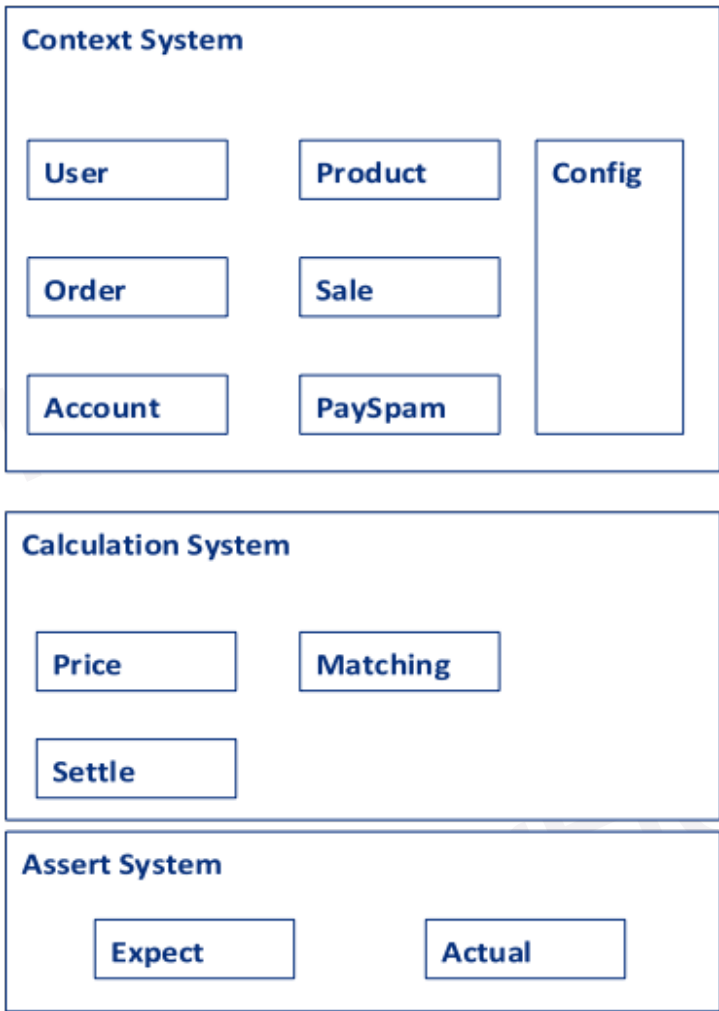 Context System
User
Product
Config
Order
Sale
Account
PaySpam
Calculation System
Price
Matching
Settle
Assert System
Expect
Actual